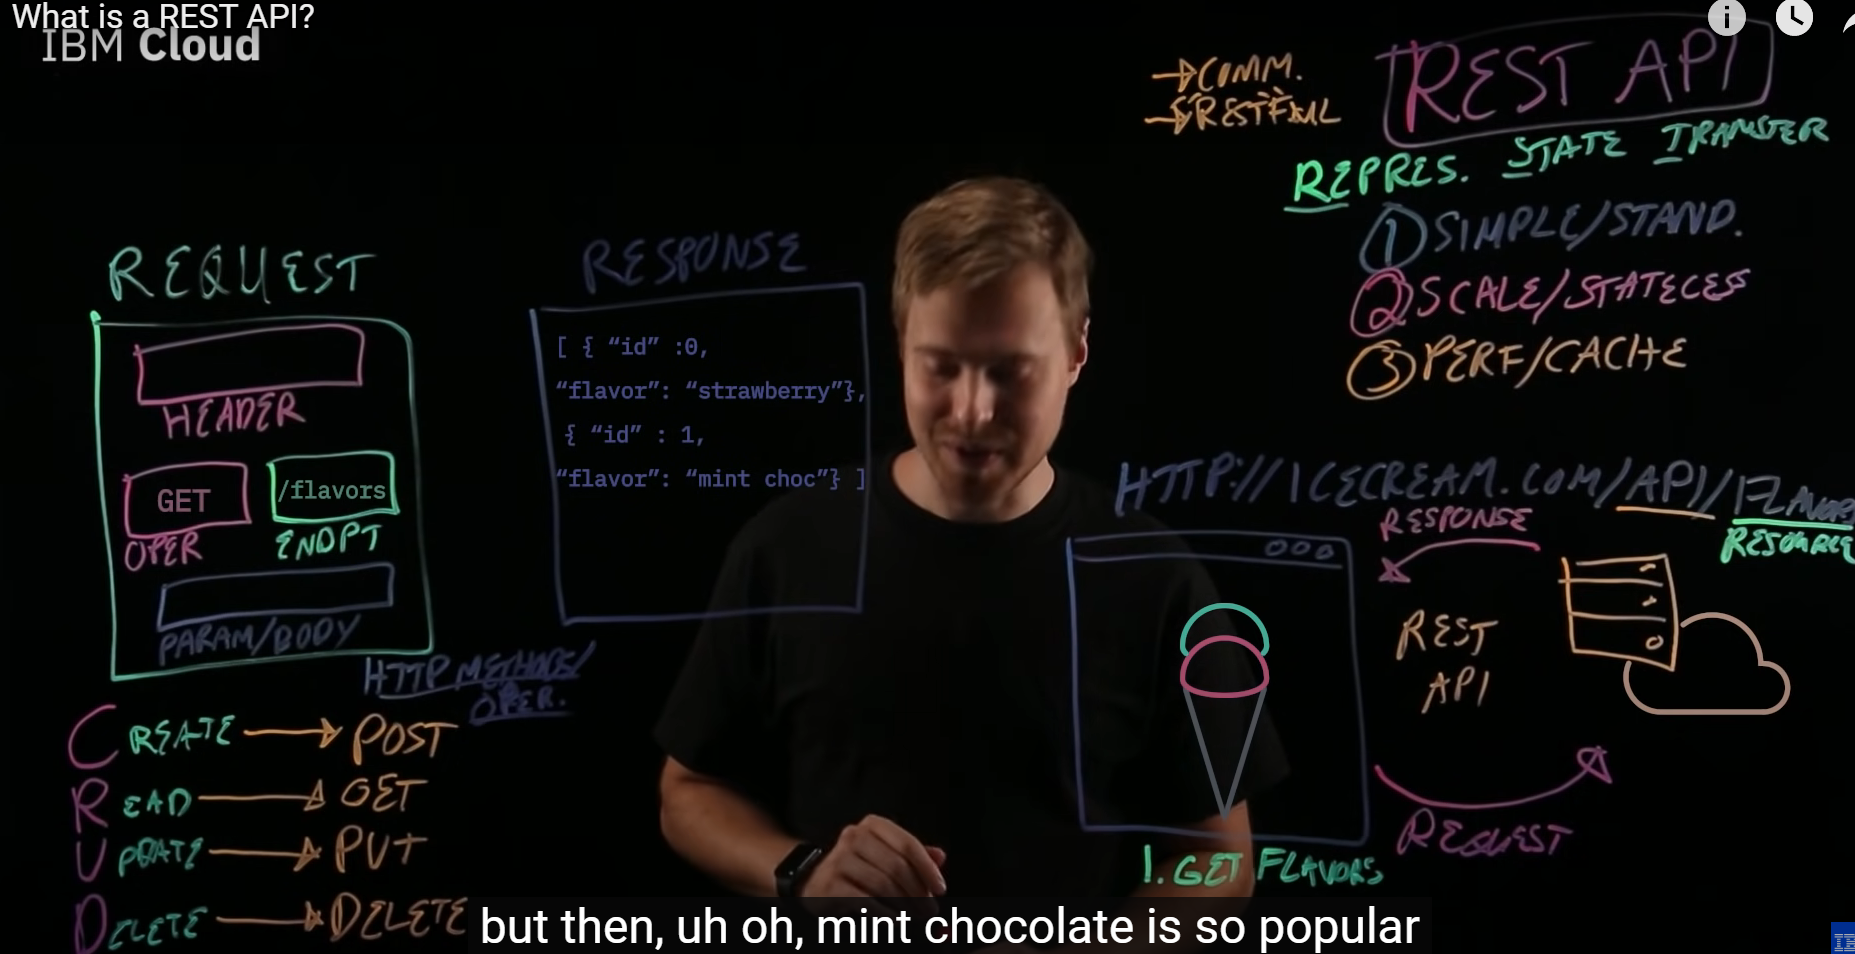 What is a REST API?
IBM Cloud
→ COMM.
→ RESTFUL
REST API
REPRES. STATE TRANSFER
① SIMPLE/STAND.
② SCALE/STATELESS
③ PERF/CACHE
REQUEST
HEADER
GET
OPER
/flavors
ENDPT
PARAM/BODY
RESPONSE
[ { “id” :0,
“flavor”: “strawberry”},
{ “id” : 1,
“flavor”: “mint choc”} ]
HTTP METHODS/
OPER.
CREATE → POST
READ → GET
UPDATE → PUT
DELETE → DELETE
HTTP://ICECREAM.COM/API/FLAVORS
RESOURCE
RESPONSE
REST
API
REQUEST
1. GET FLAVORS
but then, uh oh, mint chocolate is so popular